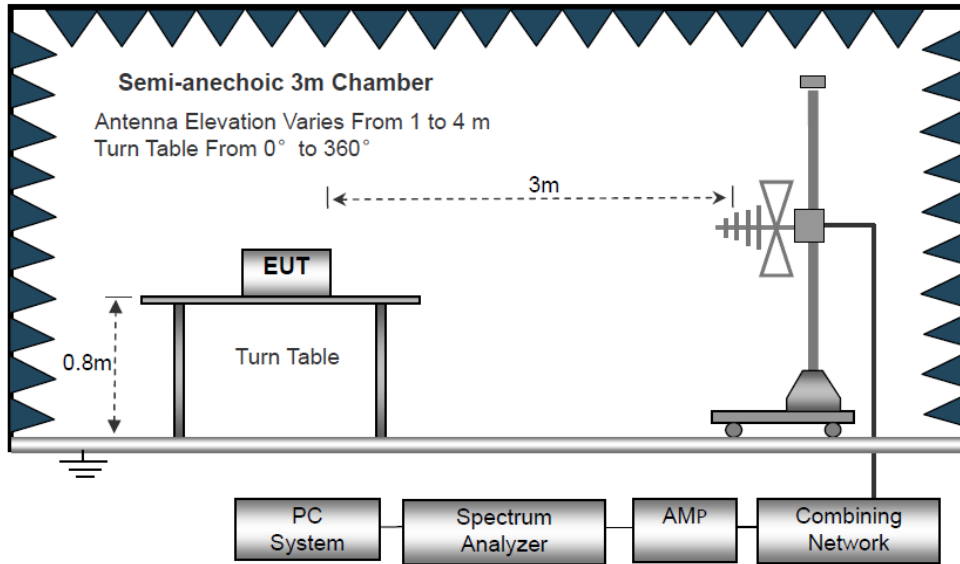 Semi-anechoic 3m Chamber
Antenna Elevation Varies From 1 to 4 m
Turn Table From 0° to 360°
3m
EUT
0.8m
Turn Table
PC
System
Spectrum
Analyzer
AMP
Combining
Network